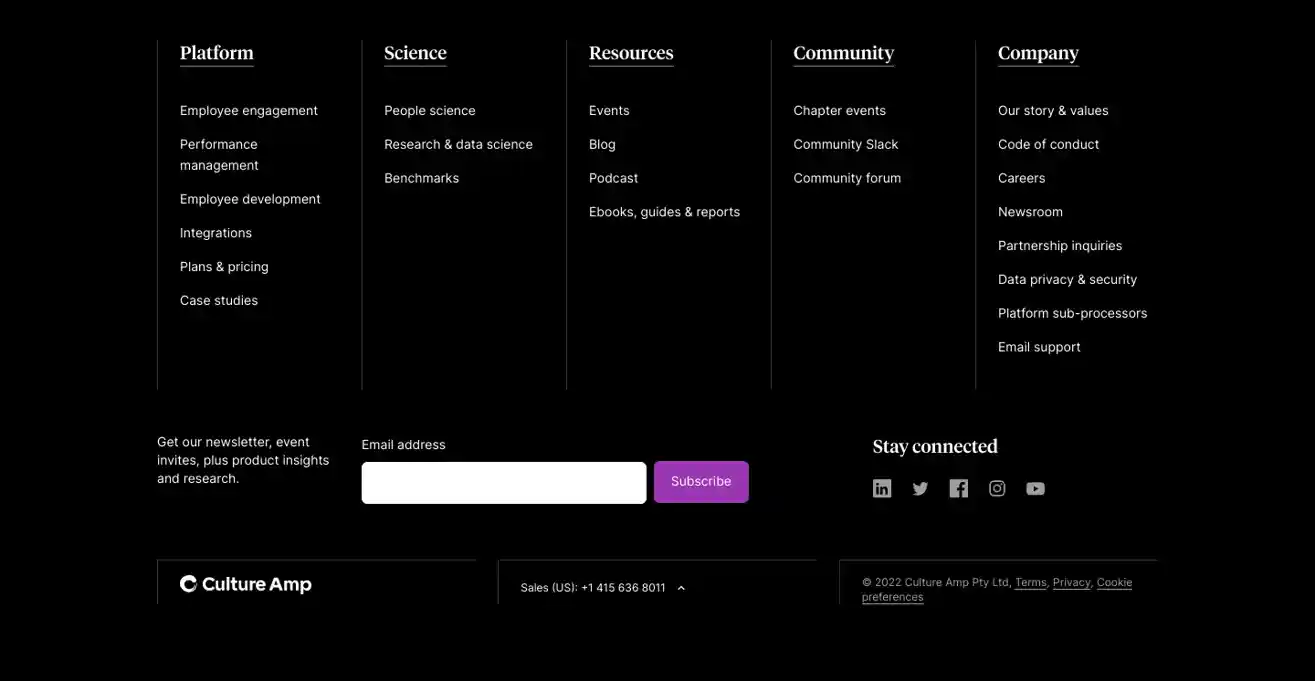 Platform
Employee engagement
Performance
management
Employee development
Integrations
Plans & pricing
Case studies
Science
People science
Research & data science
Benchmarks
Resources
Events
Blog
Podcast
Ebooks, guides & reports
Community
Chapter events
Community Slack
Community forum
Company
Our story & values
Code of conduct
Careers
Newsroom
Partnership inquiries
Data privacy & security
Platform sub-processors
Email support
Get our newsletter, event
invites, plus product insights
and research.
Email address
Subscribe
Stay connected
Culture Amp
Sales (US): +1 415 636 8011
© 2022 Culture Amp Pty Ltd, Terms, Privacy, Cookie
preferences